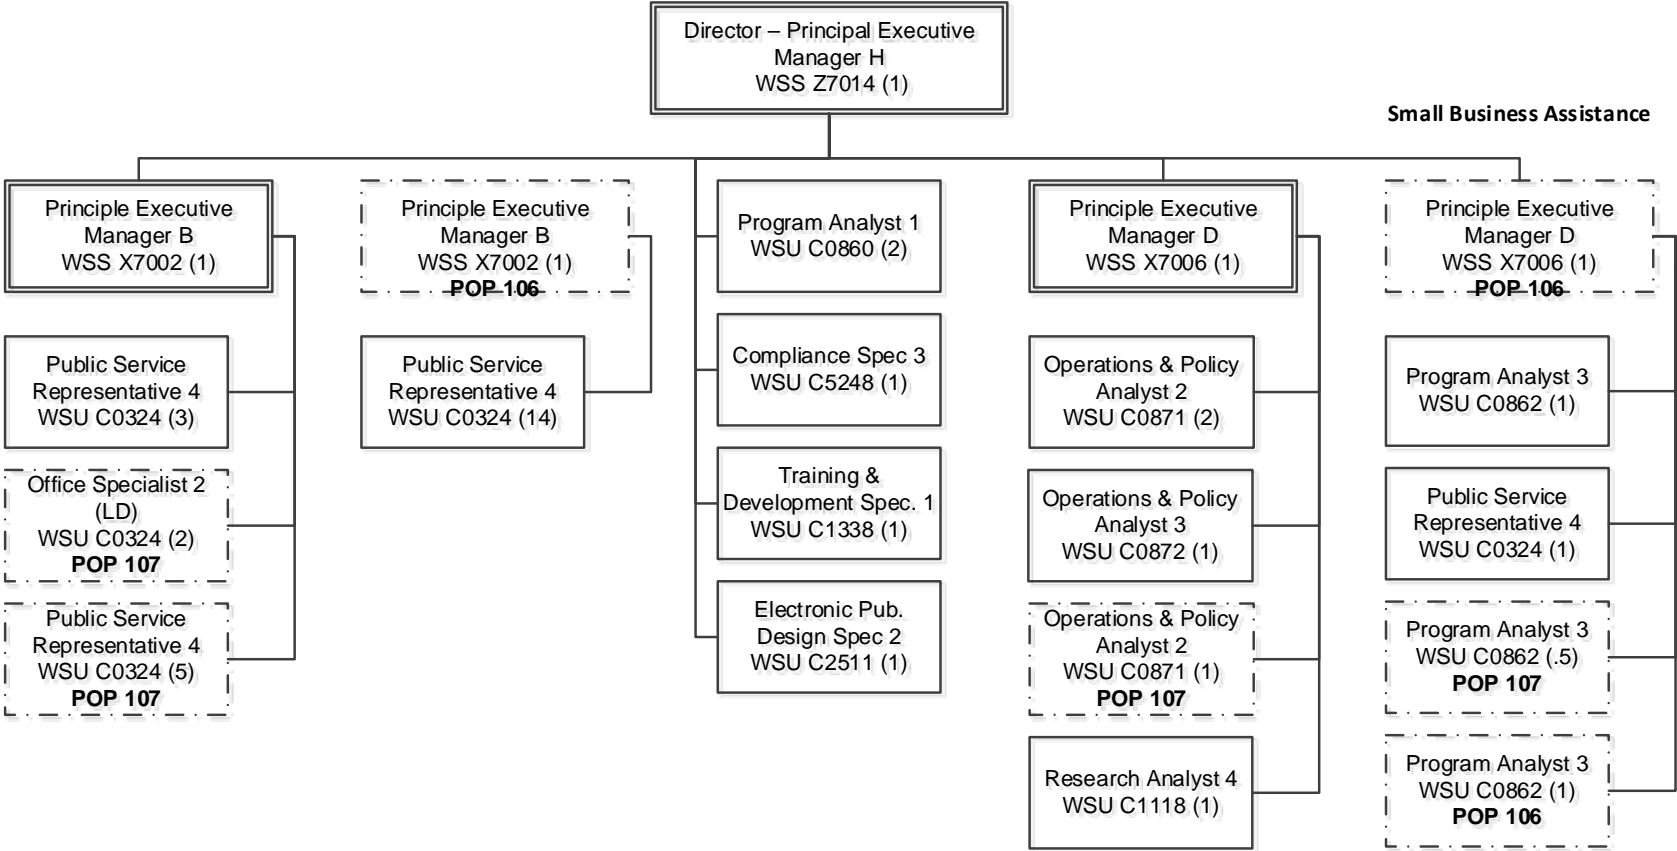 Director – Principal Executive
Manager H
WSS Z7014 (1)
Small Business Assistance
Principle Executive
Manager B
WSS X7002 (1)
Public Service
Representative 4
WSU C0324 (3)
Office Specialist 2
(LD)
WSU C0324 (2)
POP 107
Public Service
Representative 4
WSU C0324 (5)
POP 107
Principle Executive
Manager B
WSS X7002 (1)
POP 106
Public Service
Representative 4
WSU C0324 (14)
Program Analyst 1
WSU C0860 (2)
Compliance Spec 3
WSU C5248 (1)
Training &
Development Spec. 1
WSU C1338 (1)
Electronic Pub.
Design Spec 2
WSU C2511 (1)
Principle Executive
Manager D
WSS X7006 (1)
Operations & Policy
Analyst 2
WSU C0871 (2)
Operations & Policy
Analyst 3
WSU C0872 (1)
Operations & Policy
Analyst 2
WSU C0871 (1)
POP 107
Research Analyst 4
WSU C1118 (1)
Principle Executive
Manager D
WSS X7006 (1)
POP 106
Program Analyst 3
WSU C0862 (1)
Public Service
Representative 4
WSU C0324 (1)
Program Analyst 3
WSU C0862 (.5)
POP 107
Program Analyst 3
WSU C0862 (1)
POP 106